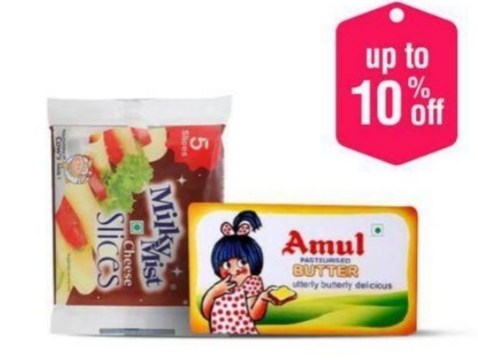 up to
10% off
5
Slices
Milky Mist
Cheese
Slices
Amul
PASTEURISED
BUTTER
utterly butterly delicious